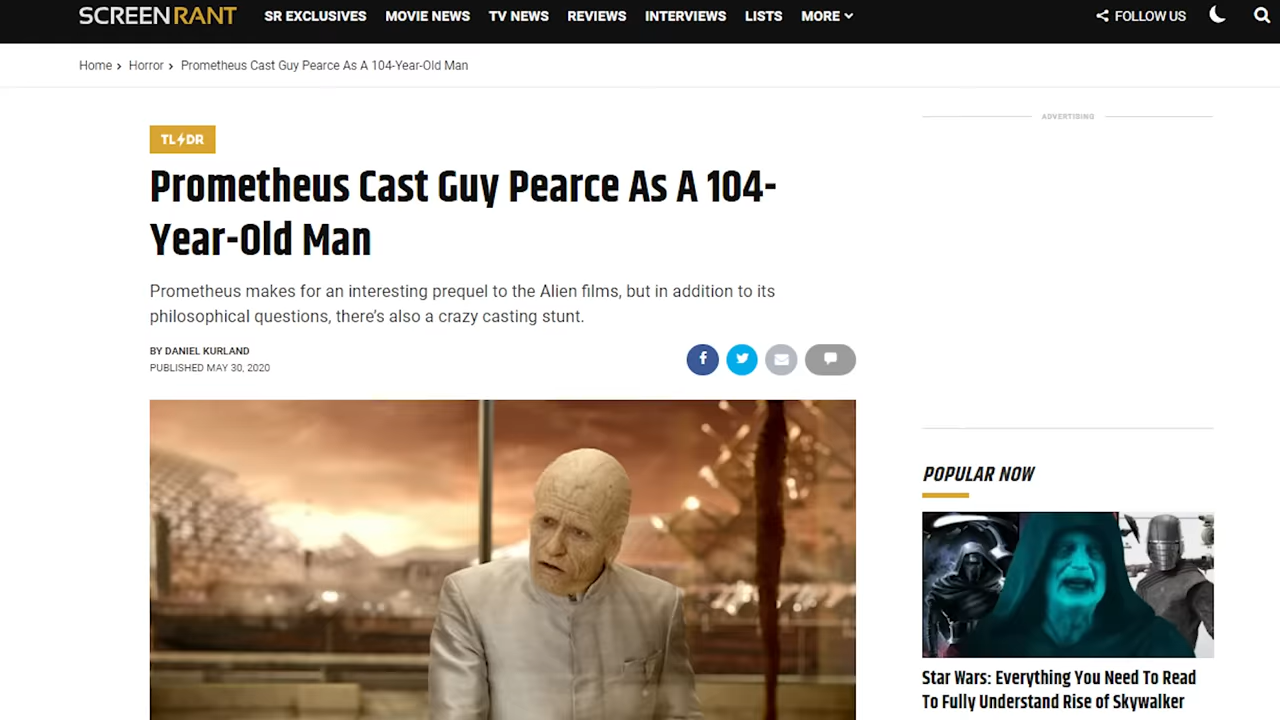 SCREENRANT SR EXCLUSIVES MOVIE NEWS TV NEWS REVIEWS INTERVIEWS LISTS MORE FOLLOW US
Home › Horror › Prometheus Cast Guy Pearce As A 104-Year-Old Man
ADVERTISING
TL DR
Prometheus Cast Guy Pearce As A 104-
Year-Old Man
Prometheus makes for an interesting prequel to the Alien films, but in addition to its
philosophical questions, there's also a crazy casting stunt.
BY DANIEL KURLAND
PUBLISHED MAY 30, 2020
POPULAR NOW
Star Wars: Everything You Need To Read
To Fully Understand Rise of Skywalker